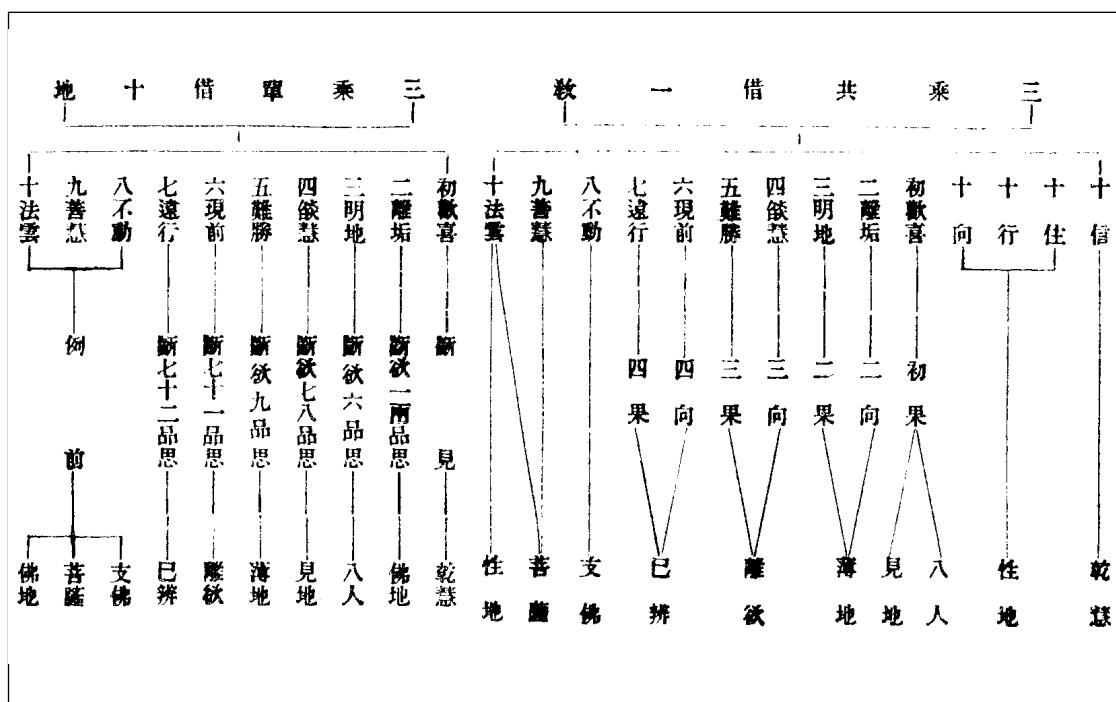 三乘共借一敎
十信
十住
十行
十向
初歡喜
二離垢
三明地
四燄慧
五難勝
六現前
七遠行
八不動
九善慧
十法雲
初果
二向
二果
三向
三果
四向
四果
乾慧
性地
八人
見地
薄地
離欲
已辨
支佛
菩薩
性地
三乘單借十地
初歡喜
二離垢
三明地
四燄慧
五難勝
六現前
七遠行
八不動
九善慧
十法雲
斷見
斷欲一兩品思
斷欲六品思
斷欲七八品思
斷欲九品思
斷七十一品思
斷七十二品思
例前
乾慧
佛地
八人
見地
薄地
離欲
已辨
支佛
菩薩
佛地